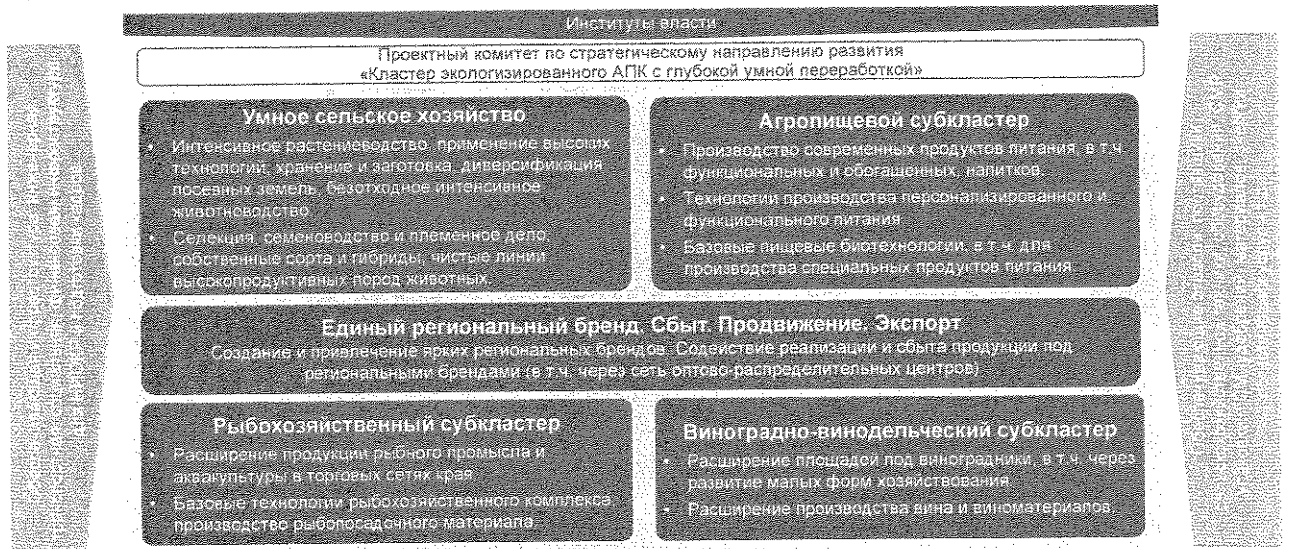 Институты власти
Проектный комитет по стратегическому направлению развития
«Кластер экологизированного АПК с глубокой умной переработкой»
Умное сельское хозяйство
• Интенсивное растениеводство, применение высоких
технологий, хранение и заготовка, диверсификация
посевных земель, безотходное интенсивное
животноводство.
• Селекция, семеноводство и племенное дело,
собственные сорта и гибриды, чистые линии
высокопродуктивных пород животных.
Агропищевой субкластер
• Производство современных продуктов питания, в т.ч.
функциональных и обогащенных, напитков.
• Технологии производства персонализированного и
функционального питания
• Базовые пищевые биотехнологии, в т.ч. для
производства специальных продуктов питания
Единый региональный бренд. Сбыт. Продвижение. Экспорт
Создание и привлечение ярких региональных брендов. Содействие реализации и сбыта продукции под
региональными брендами (в т.ч. через сеть оптово-распределительных центров)
Рыбохозяйственный субкластер
• Расширение продукции рыбного промысла и
аквакультуры в торговых сетях края
• Базовые технологии рыбохозяйственного комплекса,
производство рыбопосадочного материала.
Виноградно-винодельческий субкластер
• Расширение площадей под виноградники, в т.ч. через
развитие малых форм хозяйствования
• Расширение производства вина и виноматериалов.